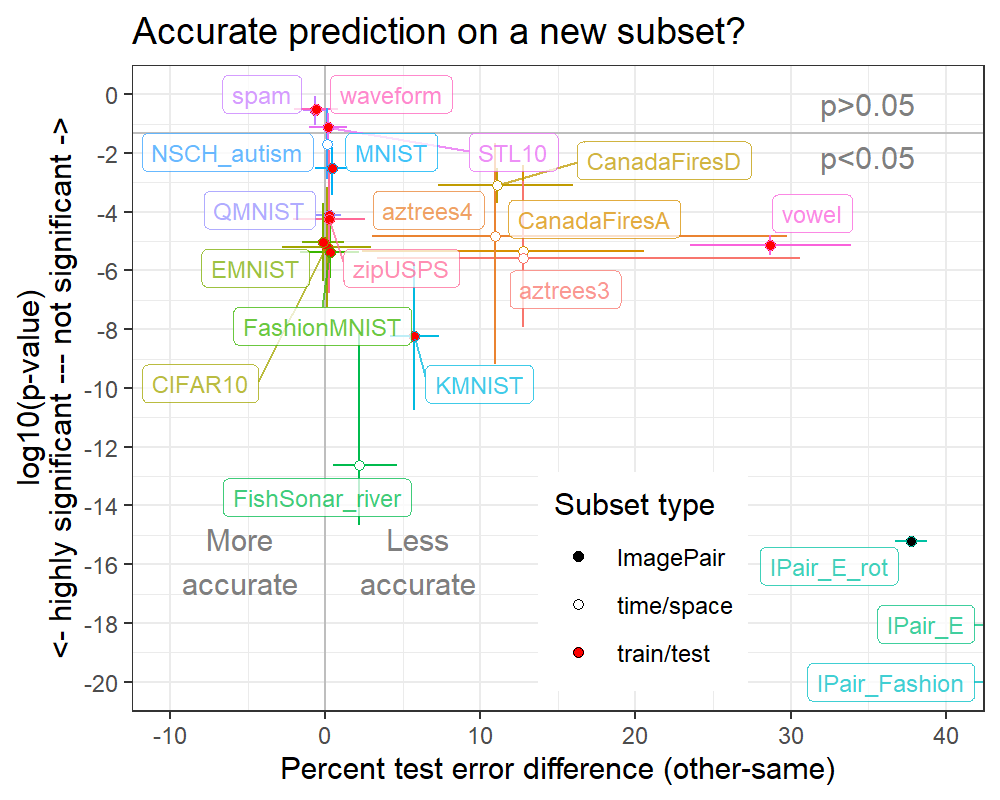 Accurate prediction on a new subset?
log10(p-value)
<- highly significant --- not significant ->
0
-2
-4
-6
-8
-10
-12
-14
-16
-18
-20
spam
waveform
p>0.05
NSCH_autism
MNIST
STL10
CanadaFiresD
p<0.05
QMNIST
aztrees4
CanadaFiresA
vowel
EMNIST
zipUSPS
aztrees3
FashionMNIST
CIFAR10
KMNIST
FishSonar_river
More
accurate
Less
accurate
Subset type
ImagePair
time/space
train/test
IPair_E_rot
IPair_E
IPair_Fashion
-10
0
10
20
30
40
Percent test error difference (other-same)